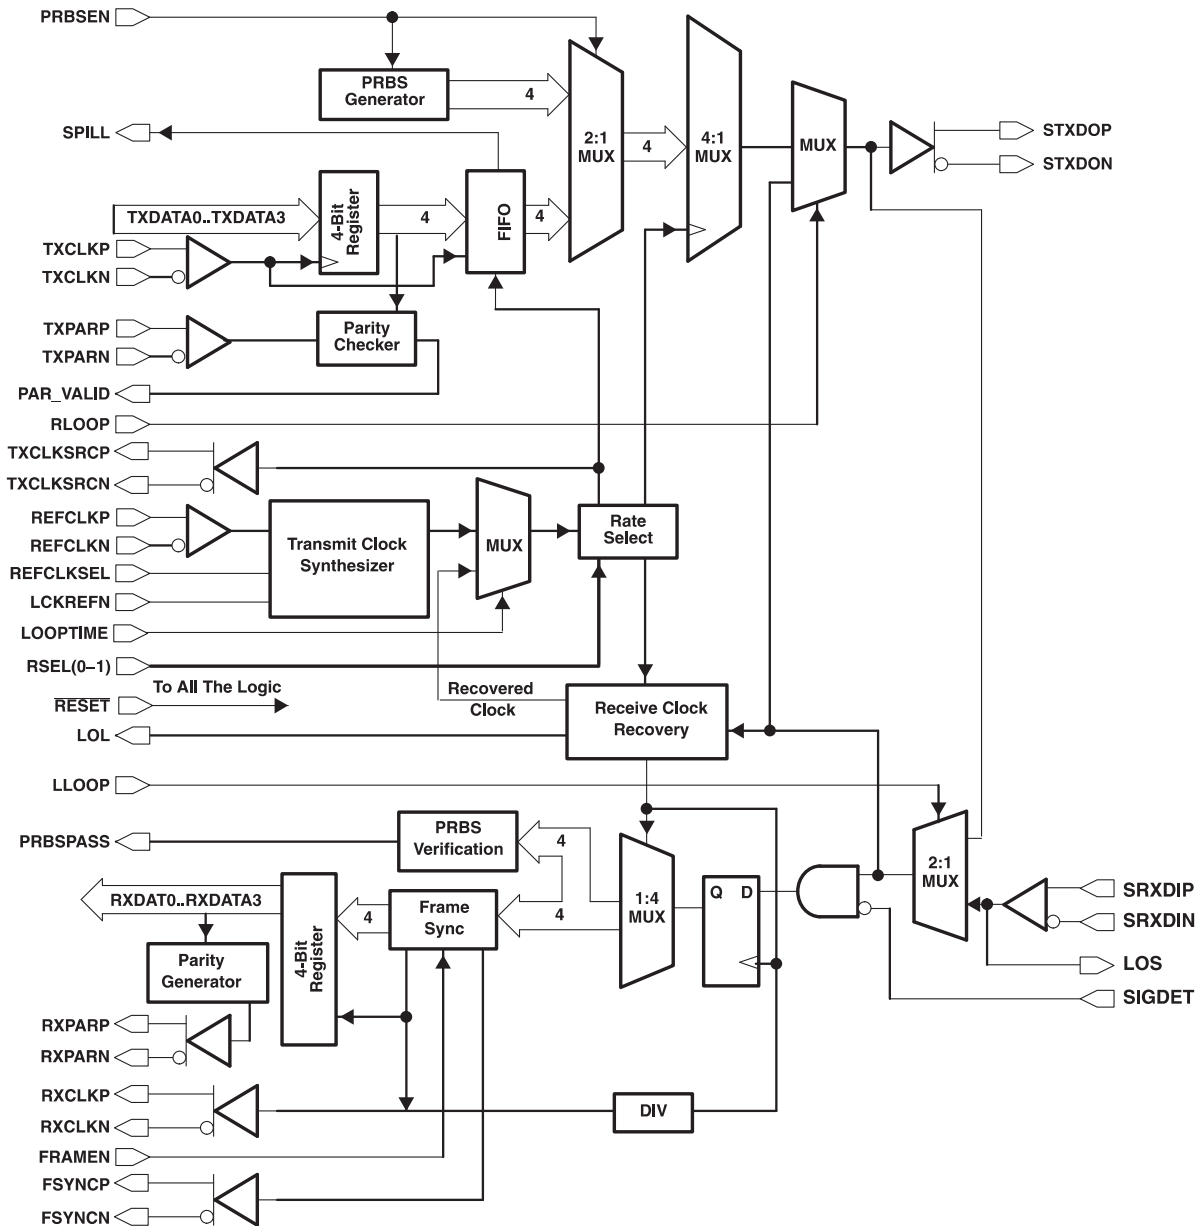 PRBSEN
PRBS
Generator
4
SPILL
2:1
MUX
4
4:1
MUX
MUX
STXDOP
STXDON
TXDATA0..TXDATA3
4-Bit
Register
4
FIFO
4
TXCLKP
TXCLKN
TXPARP
TXPARN
Parity
Checker
PAR_VALID
RLOOP
TXCLKSRCP
TXCLKSRCN
REFCLKP
REFCLKN
REFCLKSEL
LCKREFN
Transmit Clock
Synthesizer
MUX
Rate
Select
LOOPTIME
RSEL(0–1)
RESET
To All The Logic
Recovered
Clock
Receive Clock
Recovery
LOL
LLOOP
PRBSPASS
PRBS
Verification
4
1:4
MUX
Q D
2:1
MUX
SRXDIP
SRXDIN
LOS
SIGDET
RXDAT0..RXDATA3
4-Bit
Register
4
Frame
Sync
4
Parity
Generator
RXPARP
RXPARN
RXCLKP
RXCLKN
DIV
FRAMEN
FSYNCP
FSYNCN